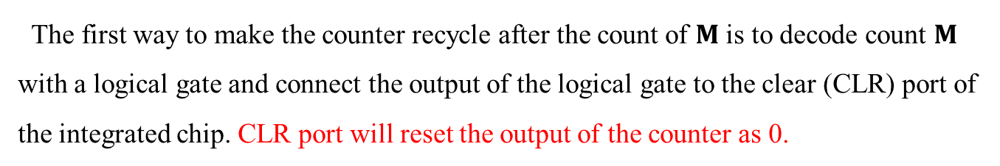 The first way to make the counter recycle after the count of M is to decode count M
with a logical gate and connect the output of the logical gate to the clear (CLR) port of
the integrated chip. CLR port will reset the output of the counter as 0.